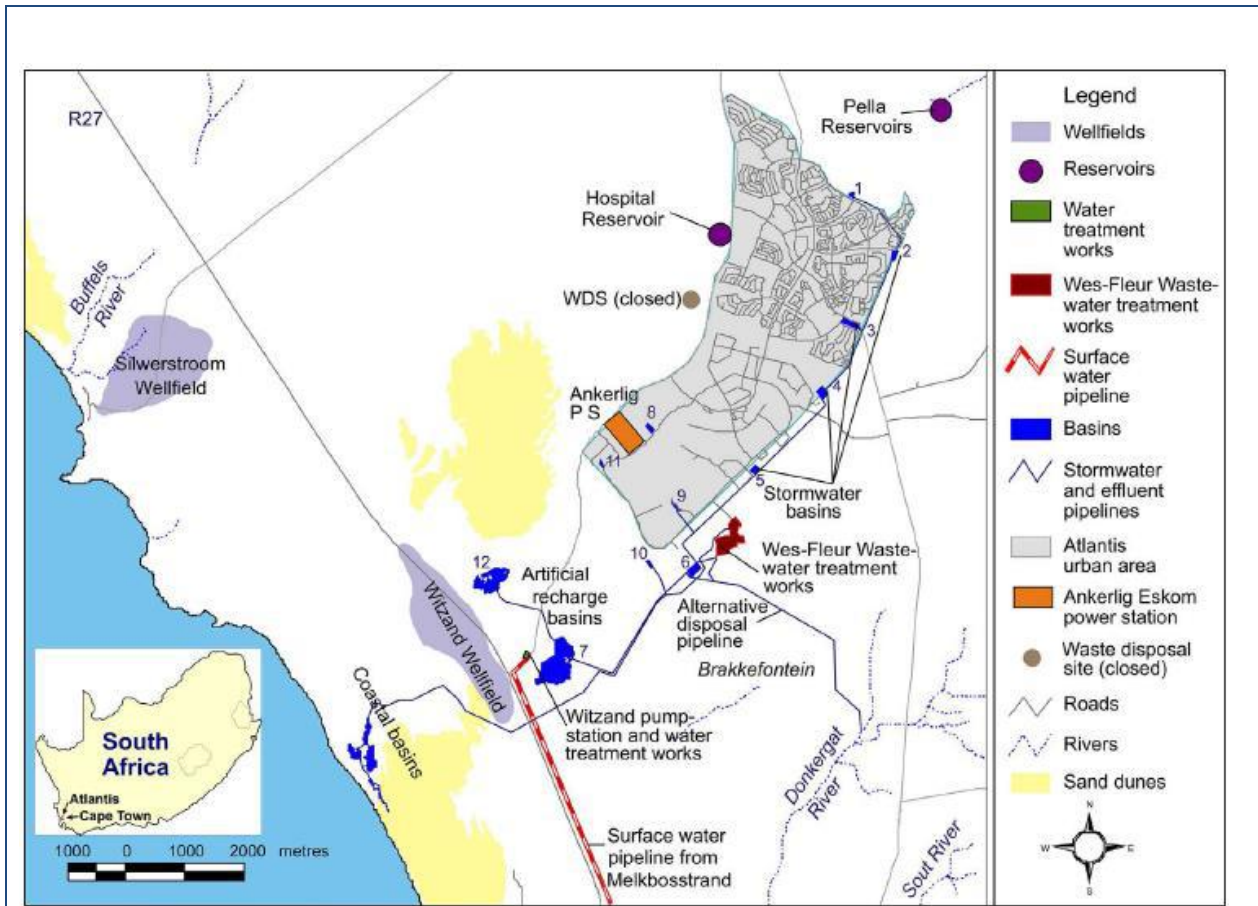 R27
Pella
Reservoirs
Hospital
Reservoir
WDS (closed)
Buffels
River
Silwerstroom
Wellfield
Ankerlig
P S
1
2
3
4
5
8
11
9
Stormwater
basins
10
6
Wes-Fleur Waste-
water treatment
works
12
Artificial
recharge
basins
7
Alternative
disposal
pipeline
Brakkefontein
Witzand Wellfield
Coastal basins
Witzand pump-
station and water
treatment works
Donkergat
River
Sout River
Surface water
pipeline from
Melkbosstrand
South
Africa
Atlantis
Cape Town
1000 0 1000 2000 metres
Legend
Wellfields
Reservoirs
Water
treatment
works
Wes-Fleur Waste-
water treatment
works
Surface
water
pipeline
Basins
Stormwater
and effluent
pipelines
Atlantis
urban area
Ankerlig Eskom
power station
Waste disposal
site (closed)
Roads
Rivers
Sand dunes
N
W E
S